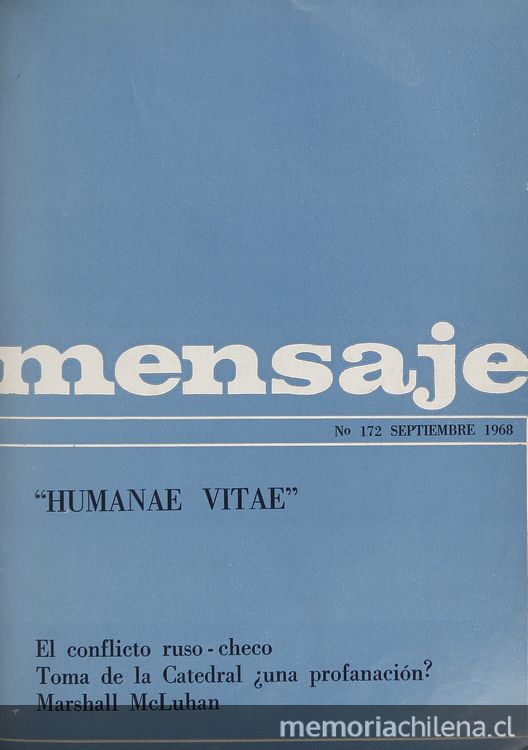 mensaje
No 172 SEPTIEMBRE 1968
“HUMANAE VITAE”
El conflicto ruso - checo
Toma de la Catedral ¿una profanación?
Marshall McLuhan
memoriachilena.cl